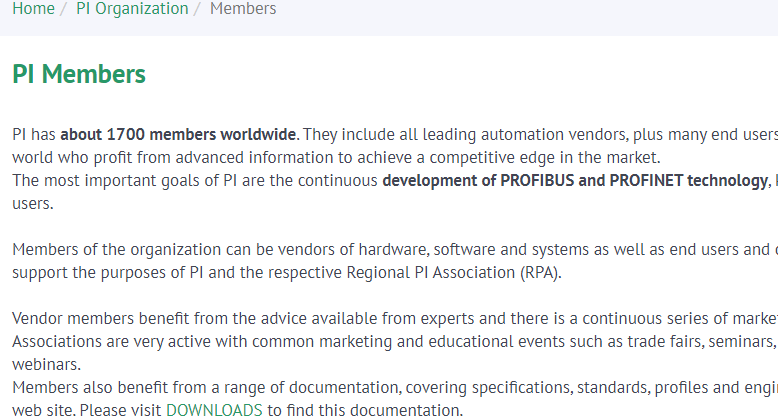 Home / PI Organization / Members
PI Members
PI has about 1700 members worldwide. They include all leading automation vendors, plus many end users
world who profit from advanced information to achieve a competitive edge in the market.
The most important goals of PI are the continuous development of PROFIBUS and PROFINET technology,
users.
Members of the organization can be vendors of hardware, software and systems as well as end users and
support the purposes of PI and the respective Regional PI Association (RPA).
Vendor members benefit from the advice available from experts and there is a continuous series of marke
Associations are very active with common marketing and educational events such as trade fairs, seminars,
webinars.
Members also benefit from a range of documentation, covering specifications, standards, profiles and engi
web site. Please visit DOWNLOADS to find this documentation.